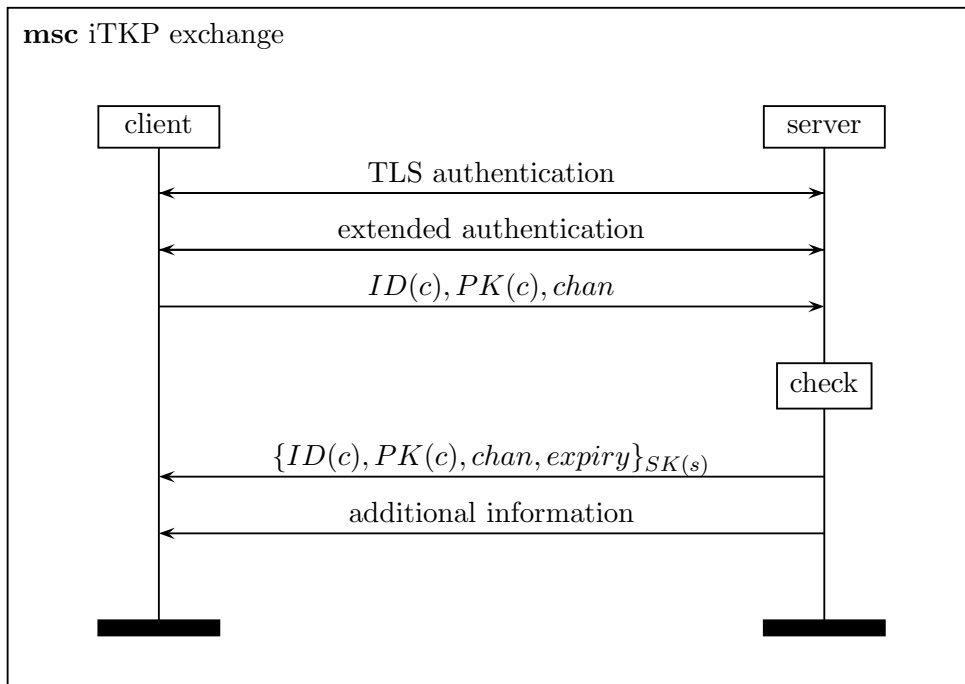 msc iTKP exchange
client server
TLS authentication
extended authentication
ID(c), PK(c), chan
check
{ID(c), PK(c), chan, expiry}SK(s)
additional information